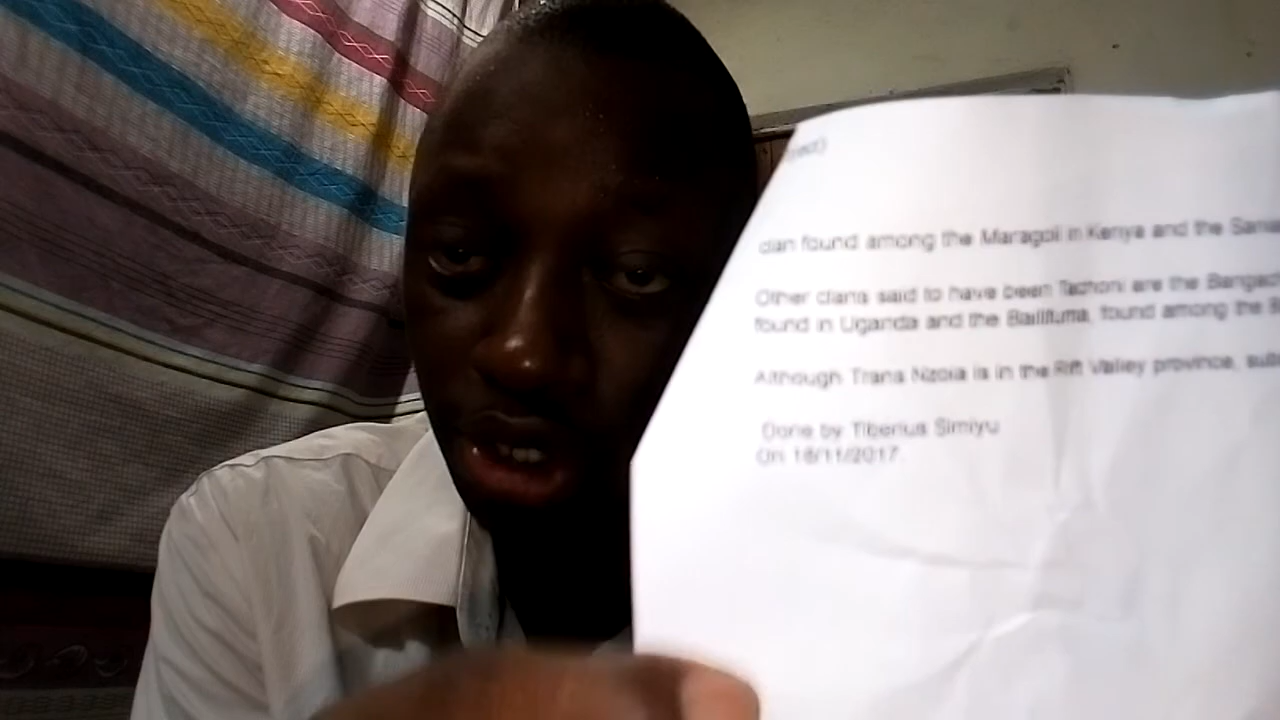 clan found among the Maragoli in Kenya and the
Other clans said to have been Tachoni are the
found in Uganda and the found among the
Although Trans Nzoia is in the Rift Valley province,
Done by Tiberius Simiyu
On 18/11/2017.